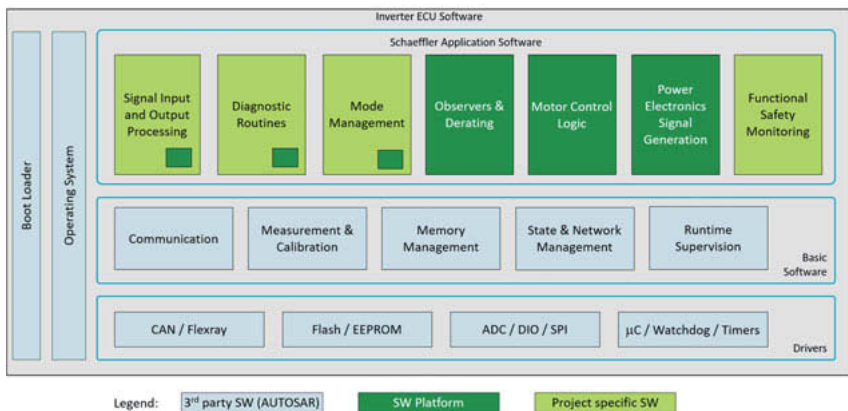 Inverter ECU Software
Boot Loader
Operating System
Schaeffler Application Software
Signal Input
and Output
Processing
Diagnostic
Routines
Mode
Management
Observers &
Derating
Motor Control
Logic
Power
Electronics
Signal
Generation
Functional
Safety
Monitoring
Communication
Measurement &
Calibration
Memory
Management
State & Network
Management
Runtime
Supervision
Basic
Software
CAN / Flexray
Flash / EEPROM
ADC / DIO / SPI
µC / Watchdog / Timers
Drivers
Legend:
3rd party SW (AUTOSAR)
SW Platform
Project specific SW